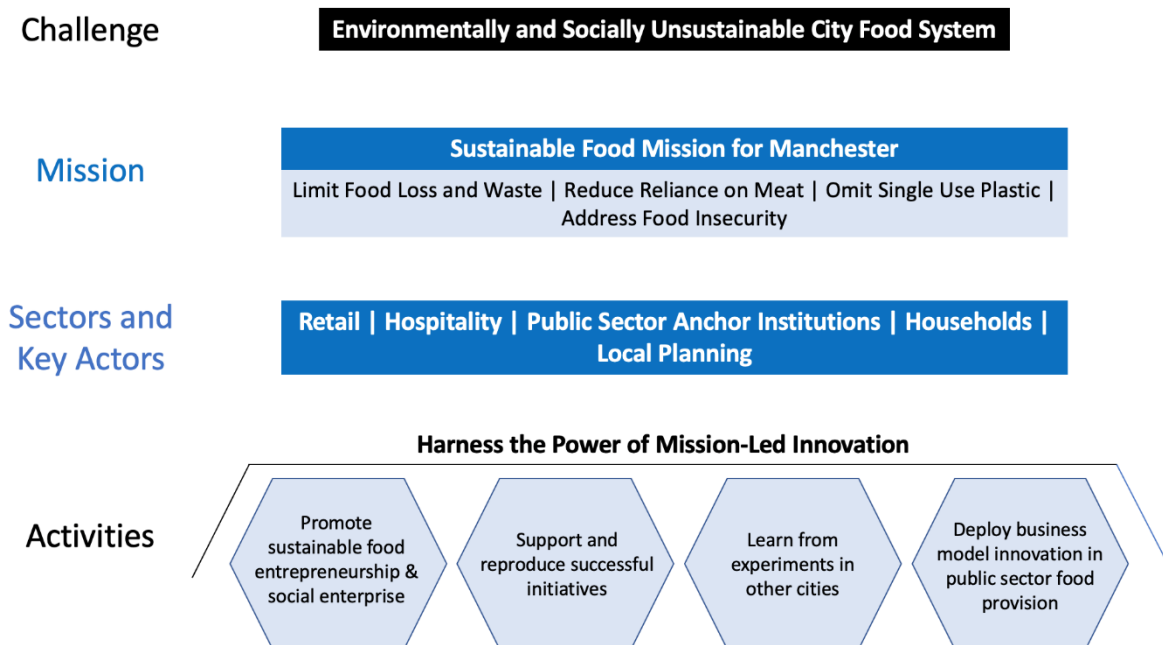 Challenge
Environmentally and Socially Unsustainable City Food System
Mission
Sustainable Food Mission for Manchester
Limit Food Loss and Waste | Reduce Reliance on Meat | Omit Single Use Plastic |
Address Food Insecurity
Sectors and
Key Actors
Retail | Hospitality | Public Sector Anchor Institutions | Households |
Local Planning
Harness the Power of Mission-Led Innovation
Activities
Promote
sustainable food
entrepreneurship &
social enterprise
Support and
reproduce successful
initiatives
Learn from
experiments in
other cities
Deploy business
model innovation in
public sector food
provision